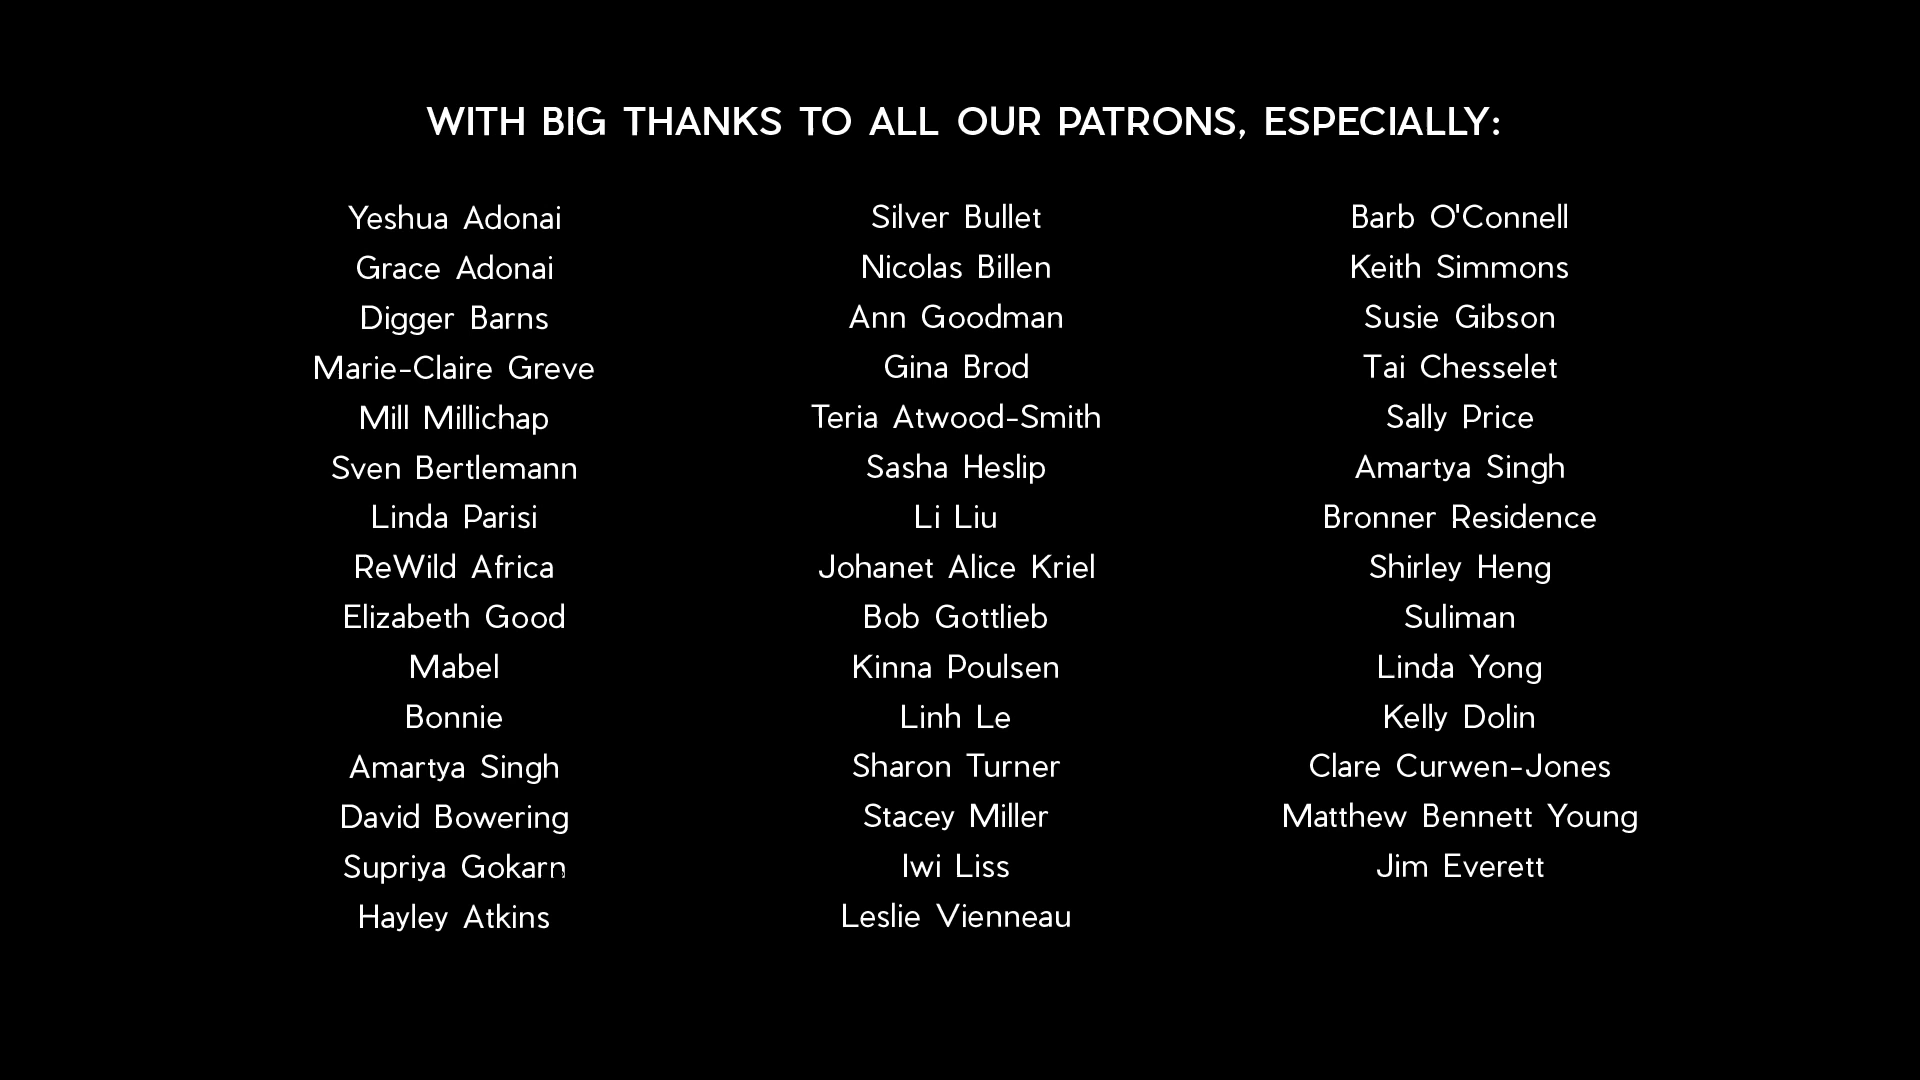 WITH BIG THANKS TO ALL OUR PATRONS, ESPECIALLY:
Yeshua Adonai
Grace Adonai
Digger Barns
Marie-Claire Greve
Mill Millichap
Sven Bertlemann
Linda Parisi
ReWild Africa
Elizabeth Good
Mabel
Bonnie
Amartya Singh
David Bowering
Supriya Gokarn
Hayley Atkins
Silver Bullet
Nicolas Billen
Ann Goodman
Gina Brod
Teria Atwood-Smith
Sasha Heslip
Li Liu
Johanet Alice Kriel
Bob Gottlieb
Kinna Poulsen
Linh Le
Sharon Turner
Stacey Miller
Iwi Liss
Leslie Vienneau
Barb O'Connell
Keith Simmons
Susie Gibson
Tai Chesselet
Sally Price
Amartya Singh
Bronner Residence
Shirley Heng
Suliman
Linda Yong
Kelly Dolin
Clare Curwen-Jones
Matthew Bennett Young
Jim Everett